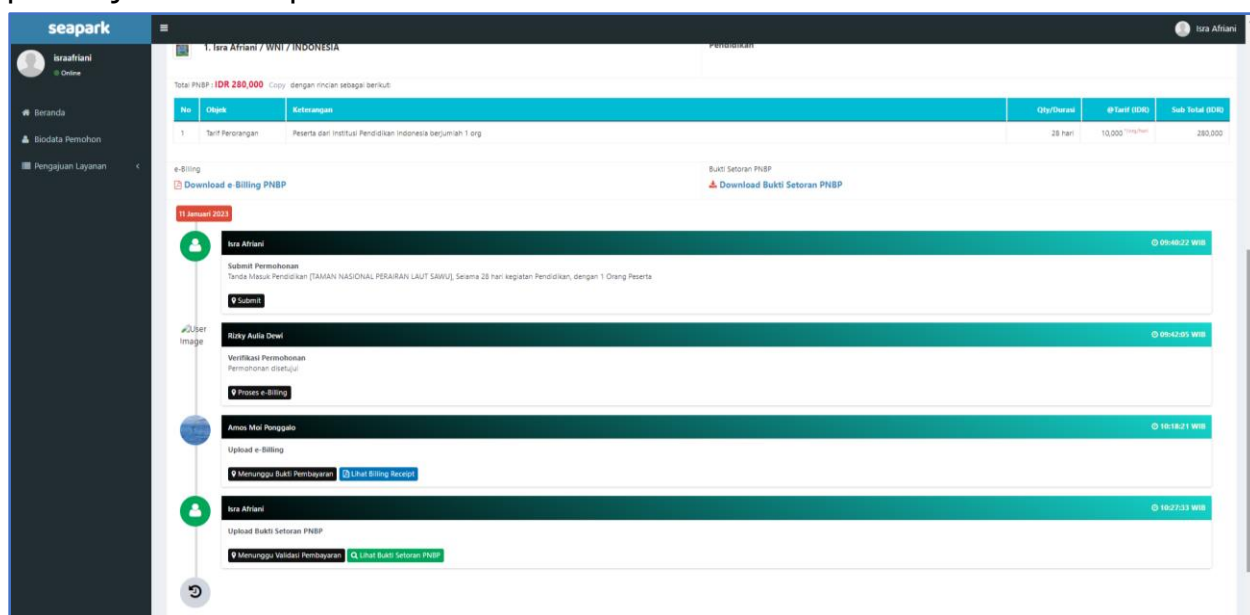 seapark
Isra Afriani
israafriani
Online
Beranda
Biodata Pemohon
Pengajuan Layanan
1. Isra Afriani / WNI / INDONESIA
Pendidikan
Total PNBP : IDR 280,000 Copy dengan rincian sebagai berikut:
No Objek Keterangan Qty/Durasi @Tarif (IDR) Sub Total (IDR)
1 Tarif Perorangan Peserta dari Institusi Pendidikan Indonesia berjumlah 1 org 28 hari 10,000 280,000
e-Billing
Bukti Setoran PNBP
Download e-Billing PNBP
Download Bukti Setoran PNBP
11 Januari 2023
Isra Afriani 09:40:22 WIB
Submit Permohonan
Tanda Masuk Pendidikan [TAMAN NASIONAL PERAIRAN LAUT SAWU], Selama 28 hari kegiatan Pendidikan, dengan 1 Orang Peserta
Submit
User Image
Rizky Aulia Dewi 09:42:05 WIB
Verifikasi Permohonan
Permohonan disetujui
Proses e-Billing
Amos Moi Ponggalo 10:18:21 WIB
Upload e-Billing
Menunggu Bukti Pembayaran Lihat Billing Receipt
Isra Afriani 10:27:33 WIB
Upload Bukti Setoran PNBP
Menunggu Validasi Pembayaran Lihat Bukti Setoran PNBP